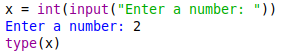 x = int(input("Enter a number: "))
Enter a number: 2
type(x)